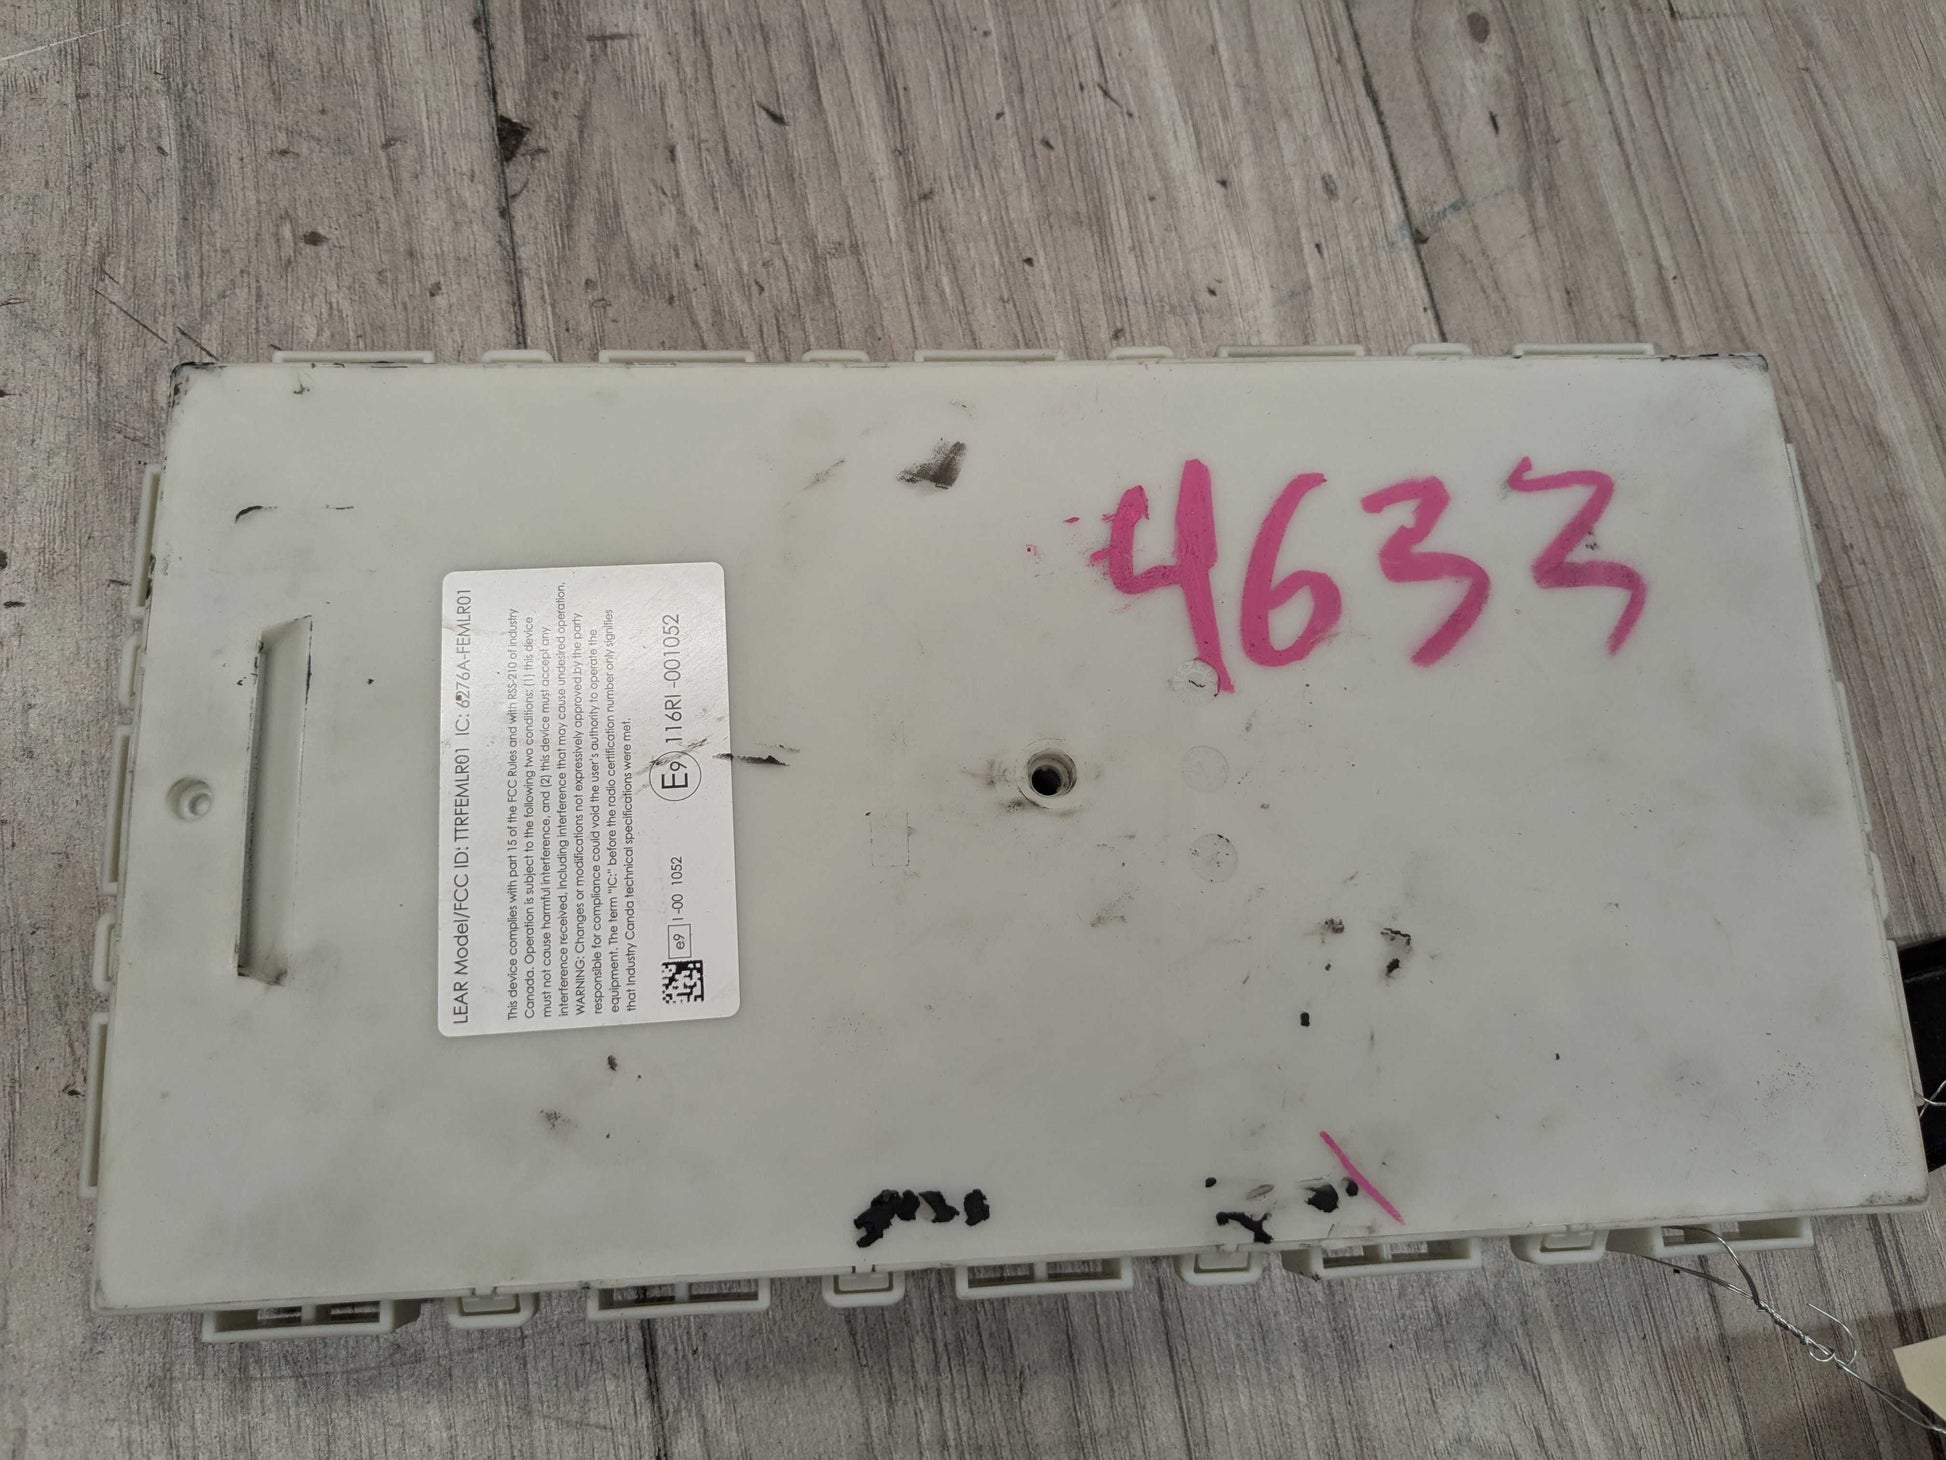 4633
LEAR Model/FCC ID: TTRFEMLR01 IC: 6276A-FEMLR01
This device complies with part 15 of the FCC Rules and with RSS-210 of industry
Canada. Operation is subject to the following two conditions: (1) this device
must not cause harmful interference, and (2) this device must accept any
interference received, including interference that may cause undesired operation.
WARNING: Changes or modifications not expressively approved by the party
responsible for compliance could void the user's authority to operate the
equipment. The term "IC:" before the radio certification number only signifies
that Industry Canda technical specifications were met.
e9 I-00 1052 E9 116RI-001052